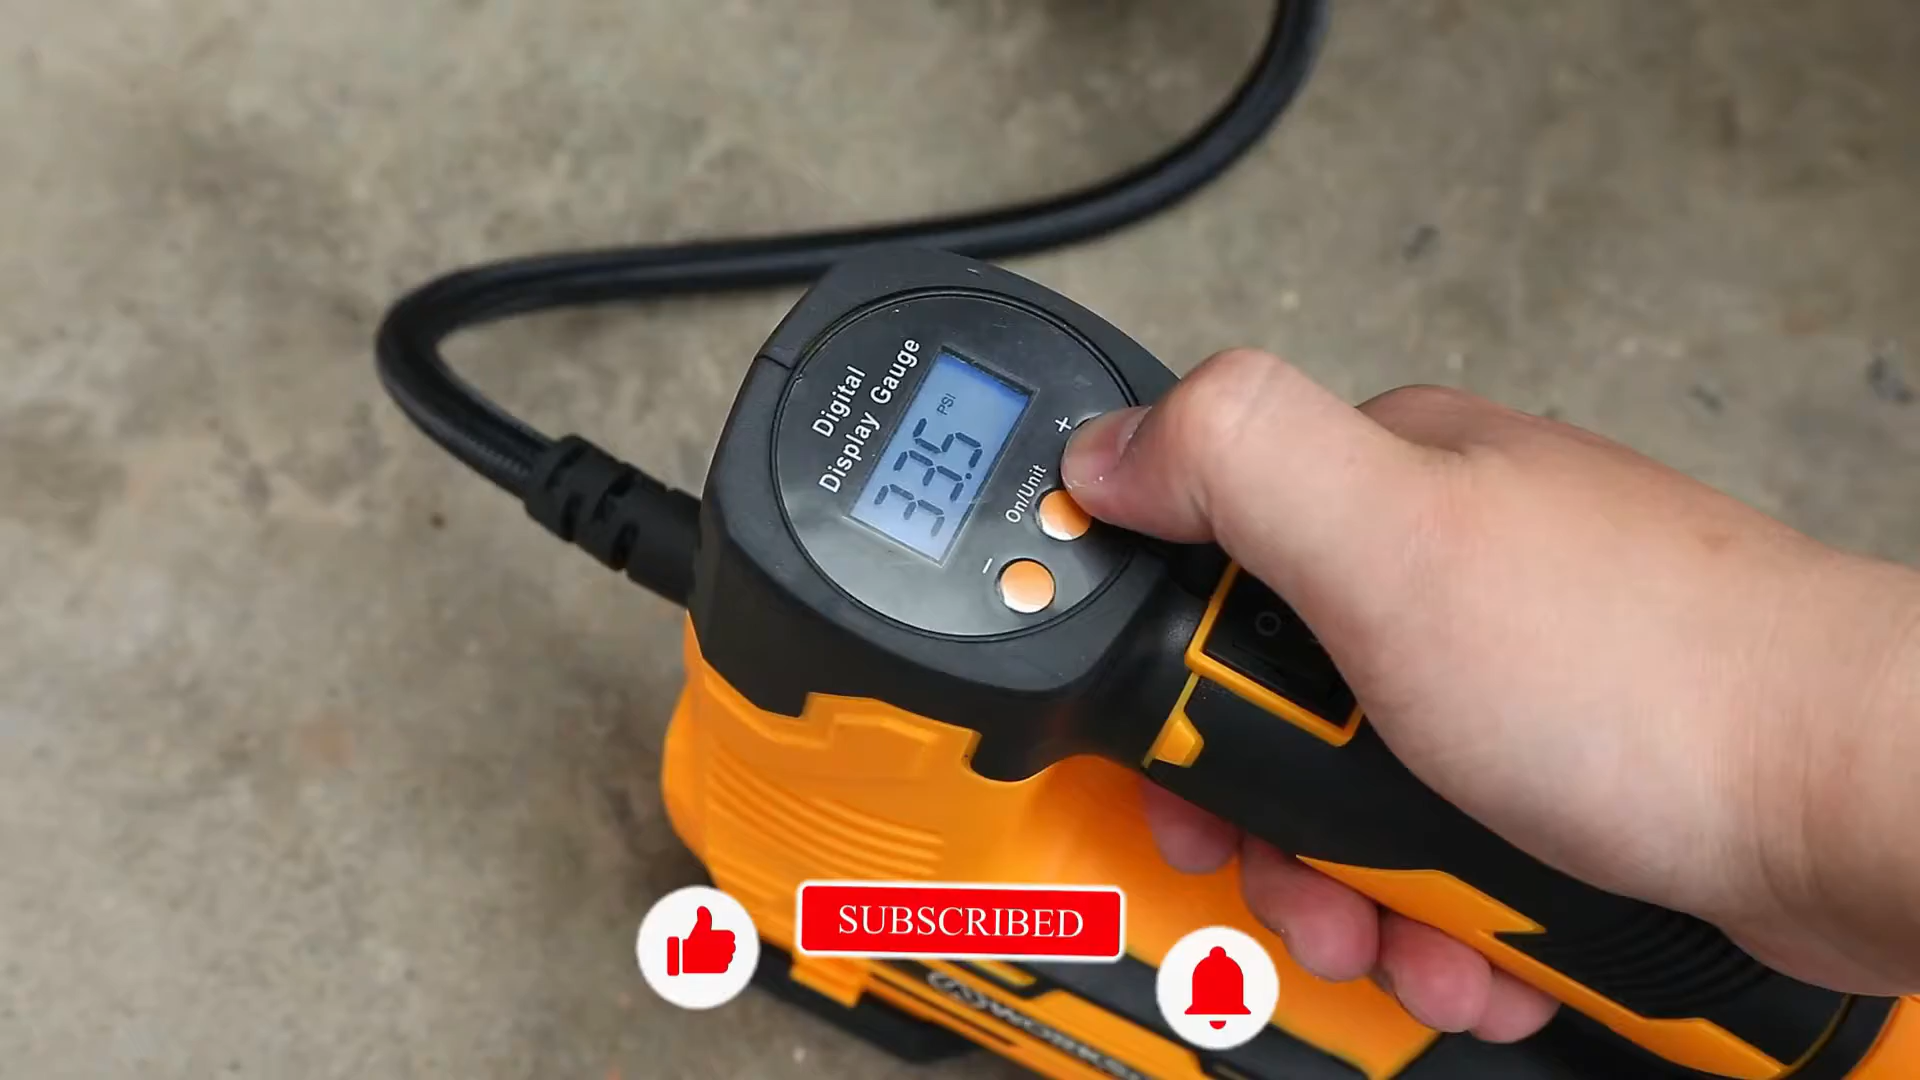 Digital
Display Gauge
PSI
33.5
+
On/Unit
-
SUBSCRIBED